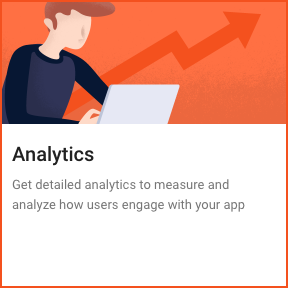 Analytics
Get detailed analytics to measure and
analyze how users engage with your app